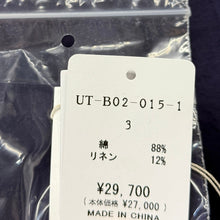 UT-B02-015-1
3
綿 88%
リネン 12%
¥29,700
(本体価格 ¥27,000)
MADE IN CHINA